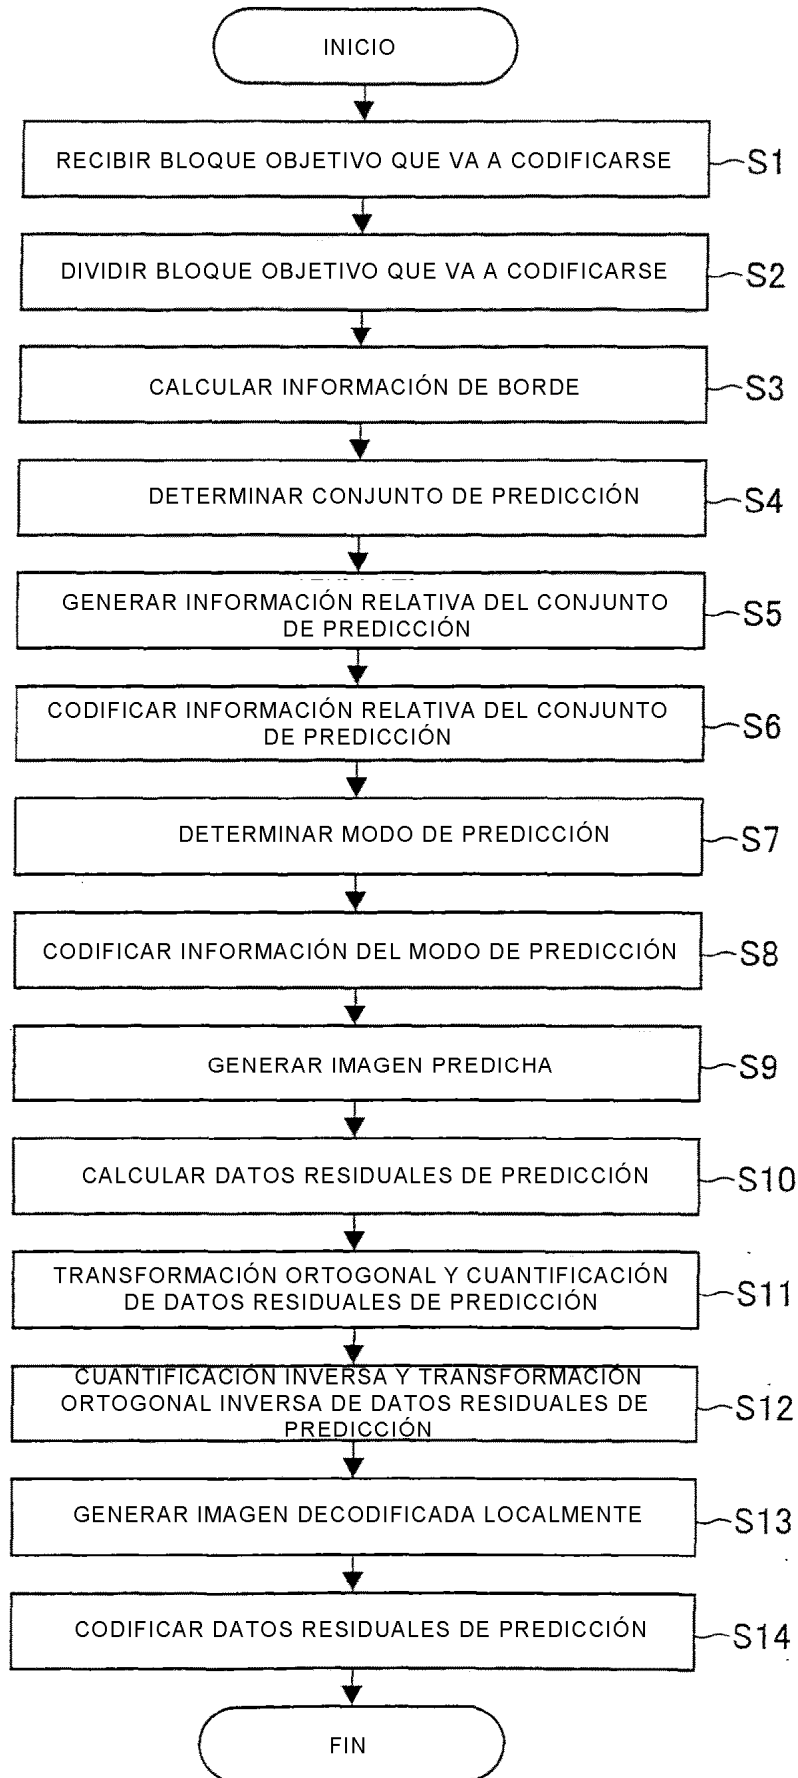 INICIO
RECIBIR BLOQUE OBJETIVO QUE VA A CODIFICARSE
S1
DIVIDIR BLOQUE OBJETIVO QUE VA A CODIFICARSE
S2
CALCULAR INFORMACIÓN DE BORDE
S3
DETERMINAR CONJUNTO DE PREDICCIÓN
S4
GENERAR INFORMACIÓN RELATIVA DEL CONJUNTO
DE PREDICCIÓN
S5
CODIFICAR INFORMACIÓN RELATIVA DEL CONJUNTO
DE PREDICCIÓN
S6
DETERMINAR MODO DE PREDICCIÓN
S7
CODIFICAR INFORMACIÓN DEL MODO DE PREDICCIÓN
S8
GENERAR IMAGEN PREDICHA
S9
CALCULAR DATOS RESIDUALES DE PREDICCIÓN
S10
TRANSFORMACIÓN ORTOGONAL Y CUANTIFICACIÓN
DE DATOS RESIDUALES DE PREDICCIÓN
S11
CUANTIFICACIÓN INVERSA Y TRANSFORMACIÓN
ORTOGONAL INVERSA DE DATOS RESIDUALES DE
PREDICCIÓN
S12
GENERAR IMAGEN DECODIFICADA LOCALMENTE
S13
CODIFICAR DATOS RESIDUALES DE PREDICCIÓN
S14
FIN